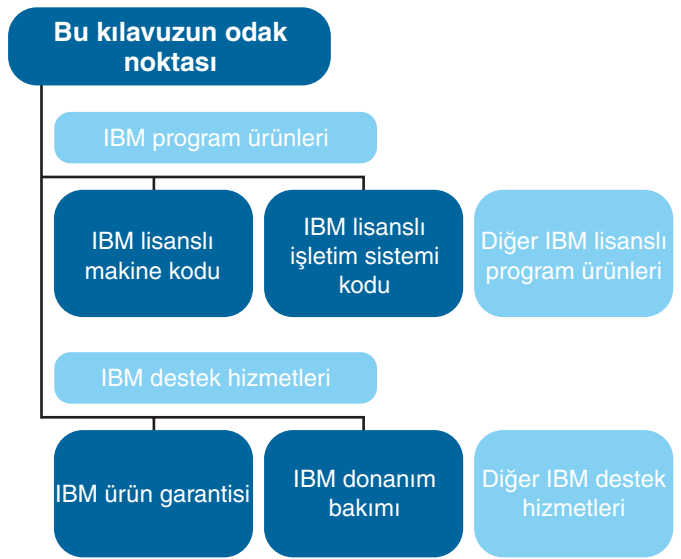 Bu kılavuzun odak
noktası
IBM program ürünleri
IBM lisanslı
makine kodu
IBM lisanslı
işletim sistemi
kodu
Diğer IBM lisanslı
program ürünleri
IBM destek hizmetleri
IBM ürün garantisi
IBM donanım
bakımı
Diğer IBM destek
hizmetleri